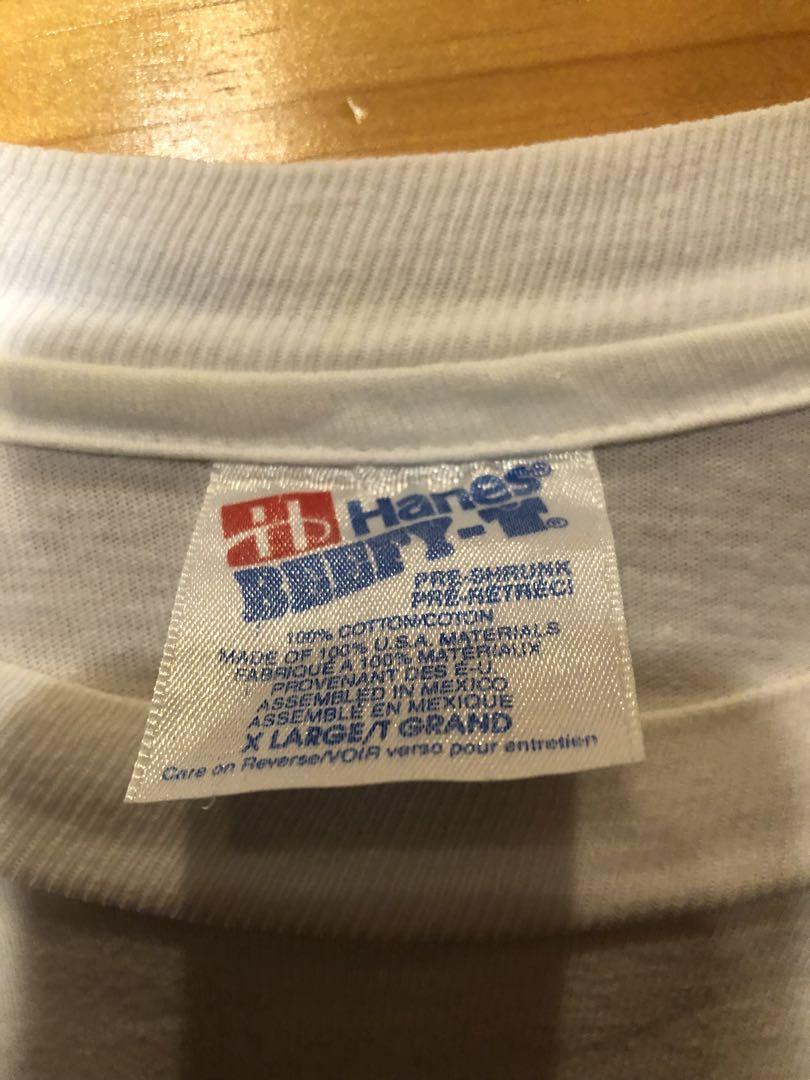 Hanes®
BEEFY-T®
PRE-SHRUNK
PRÉ-RÉTRÉCI
100% COTTON/COTON
MADE OF 100% U.S.A. MATERIALS
FABRIQUÉ À 100% MATÉRIAUX
PROVENANT DES É-U.
ASSEMBLED IN MEXICO
ASSEMBLÉ EN MEXIQUE
X LARGE/T GRAND
Care on Reverse/VOIR verso pour entretien